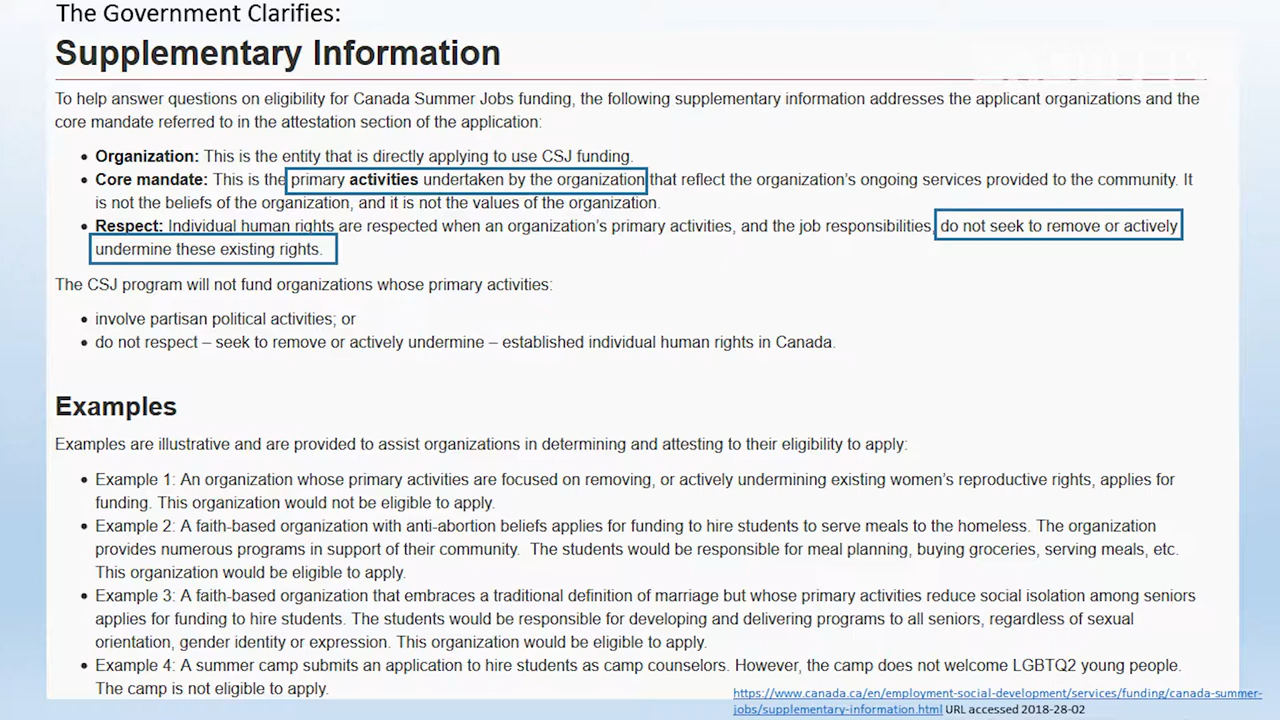 The Government Clarifies:
Supplementary Information
To help answer questions on eligibility for Canada Summer Jobs funding, the following supplementary information addresses the applicant organizations and the
core mandate referred to in the attestation section of the application:
• Organization: This is the entity that is directly applying to use CSJ funding.
• Core mandate: This is the primary activities undertaken by the organization that reflect the organization's ongoing services provided to the community. It
is not the beliefs of the organization, and it is not the values of the organization.
• Respect: Individual human rights are respected when an organization's primary activities, and the job responsibilities, do not seek to remove or actively
undermine these existing rights.
The CSJ program will not fund organizations whose primary activities:
• involve partisan political activities; or
• do not respect – seek to remove or actively undermine – established individual human rights in Canada.
Examples
Examples are illustrative and are provided to assist organizations in determining and attesting to their eligibility to apply:
• Example 1: An organization whose primary activities are focused on removing, or actively undermining existing women's reproductive rights, applies for
funding. This organization would not be eligible to apply.
• Example 2: A faith-based organization with anti-abortion beliefs applies for funding to hire students to serve meals to the homeless. The organization
provides numerous programs in support of their community. The students would be responsible for meal planning, buying groceries, serving meals, etc.
This organization would be eligible to apply.
• Example 3: A faith-based organization that embraces a traditional definition of marriage but whose primary activities reduce social isolation among seniors
applies for funding to hire students. The students would be responsible for developing and delivering programs to all seniors, regardless of sexual
orientation, gender identity or expression. This organization would be eligible to apply.
• Example 4: A summer camp submits an application to hire students as camp counselors. However, the camp does not welcome LGBTQ2 young people.
The camp is not eligible to apply.
https://www.canada.ca/en/employment-social-development/services/funding/canada-summer-
jobs/supplementary-information.html URL accessed 2018-28-02